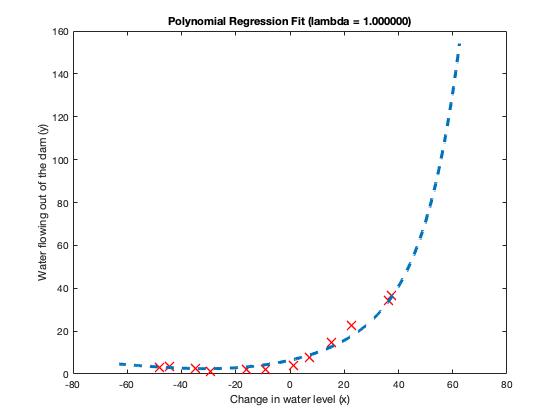 Polynomial Regression Fit (lambda = 1.000000)
160
140
120
100
80
60
40
20
0
Water flowing out of the dam (y)
-80 -60 -40 -20 0 20 40 60 80
Change in water level (x)